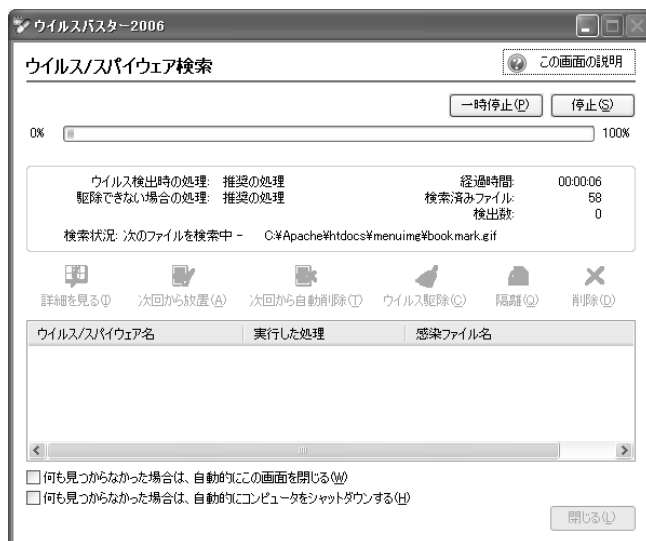 ウイルスバスター2006
ウイルス/スパイウェア検索
この画面の説明
一時停止(P)
停止(S)
0%
100%
ウイルス検出時の処理: 推奨の処理
経過時間: 00:00:06
駆除できない場合の処理: 推奨の処理
検索済みファイル: 58
検出数: 0
検索状況: 次のファイルを検索中 - C:¥Apache¥htdocs¥menuimg¥bookmark.gif
詳細を見る(I)
次回から放置(A)
次回から自動削除(T)
ウイルス駆除(C)
隔離(Q)
削除(D)
ウイルス/スパイウェア名
実行した処理
感染ファイル名
何も見つからなかった場合は、自動的にこの画面を閉じる(W)
何も見つからなかった場合は、自動的にコンピュータをシャットダウンする(H)
閉じる(L)